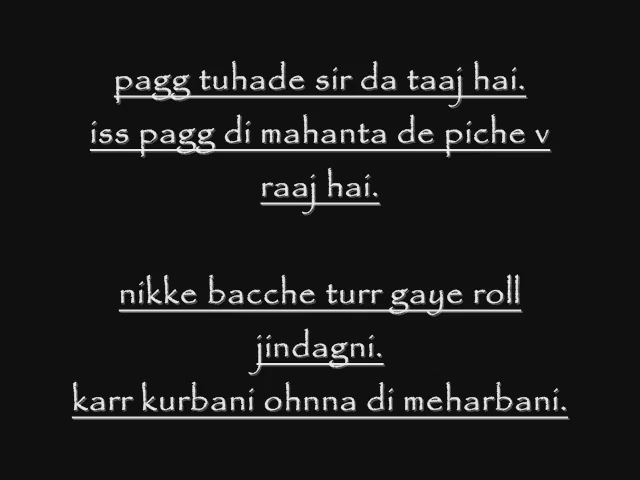 pagg tuhade sir da taaj hai.
iss pagg di mahanta de piche v
raaj hai.
nikke bacche turr gaye roll
jindagni.
karr kurbani ohnna di meharbani.